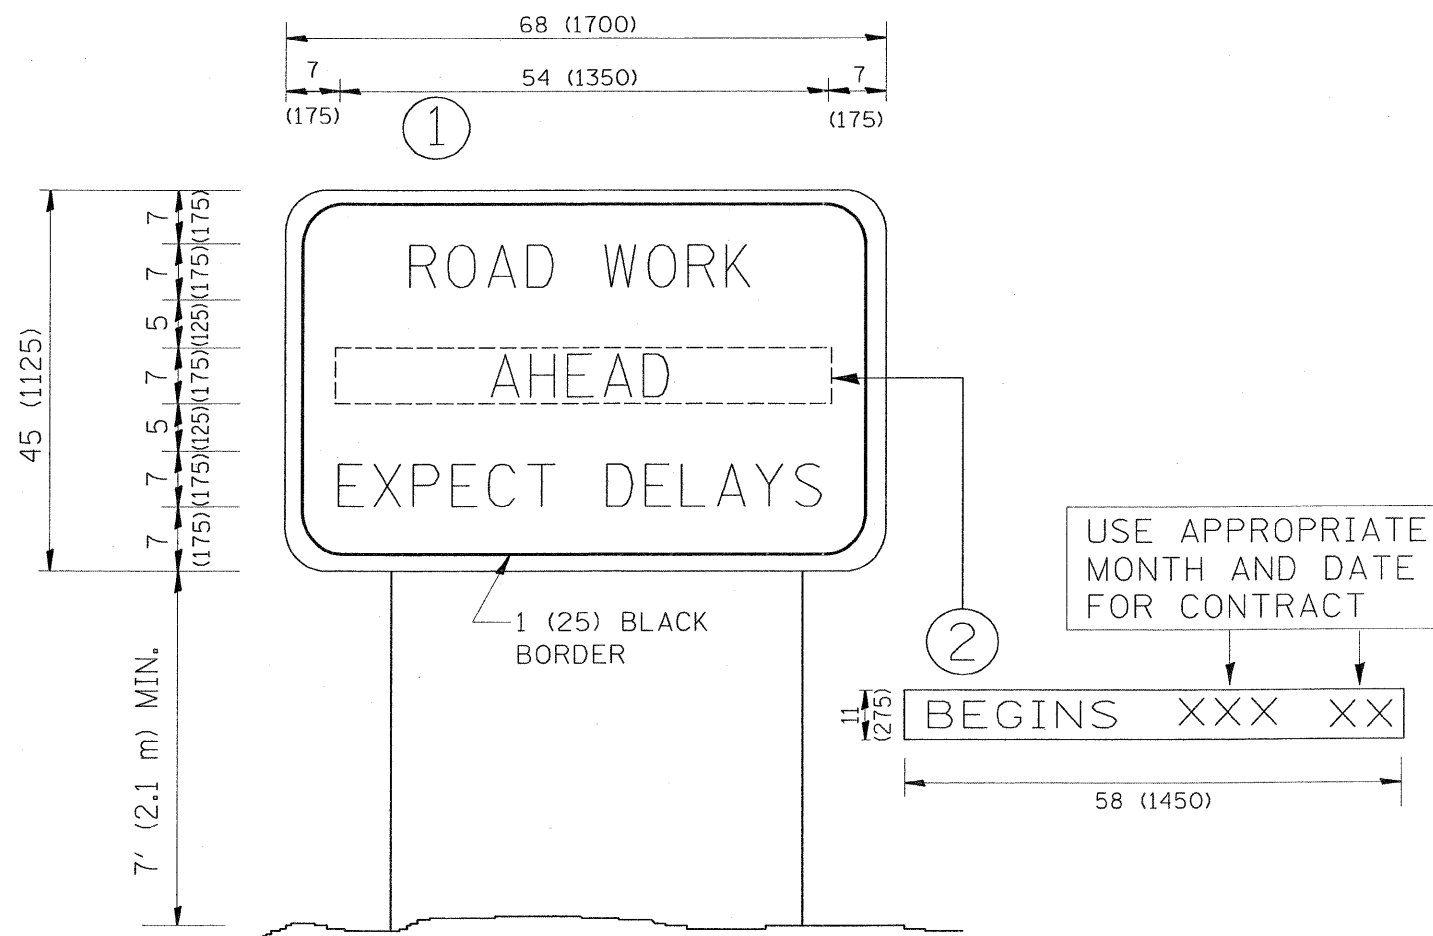 68 (1700)
7
54 (1350)
7
(175)
(175)
1
45 (1125)
7 (175)
7 (175)
5 (125)
7 (175)
5 (125)
7 (175)
7 (175)
ROAD WORK
AHEAD
EXPECT DELAYS
1 (25) BLACK
BORDER
7' (2.1 m) MIN.
USE APPROPRIATE
MONTH AND DATE
FOR CONTRACT
2
11
(275)
BEGINS XXX XX
58 (1450)